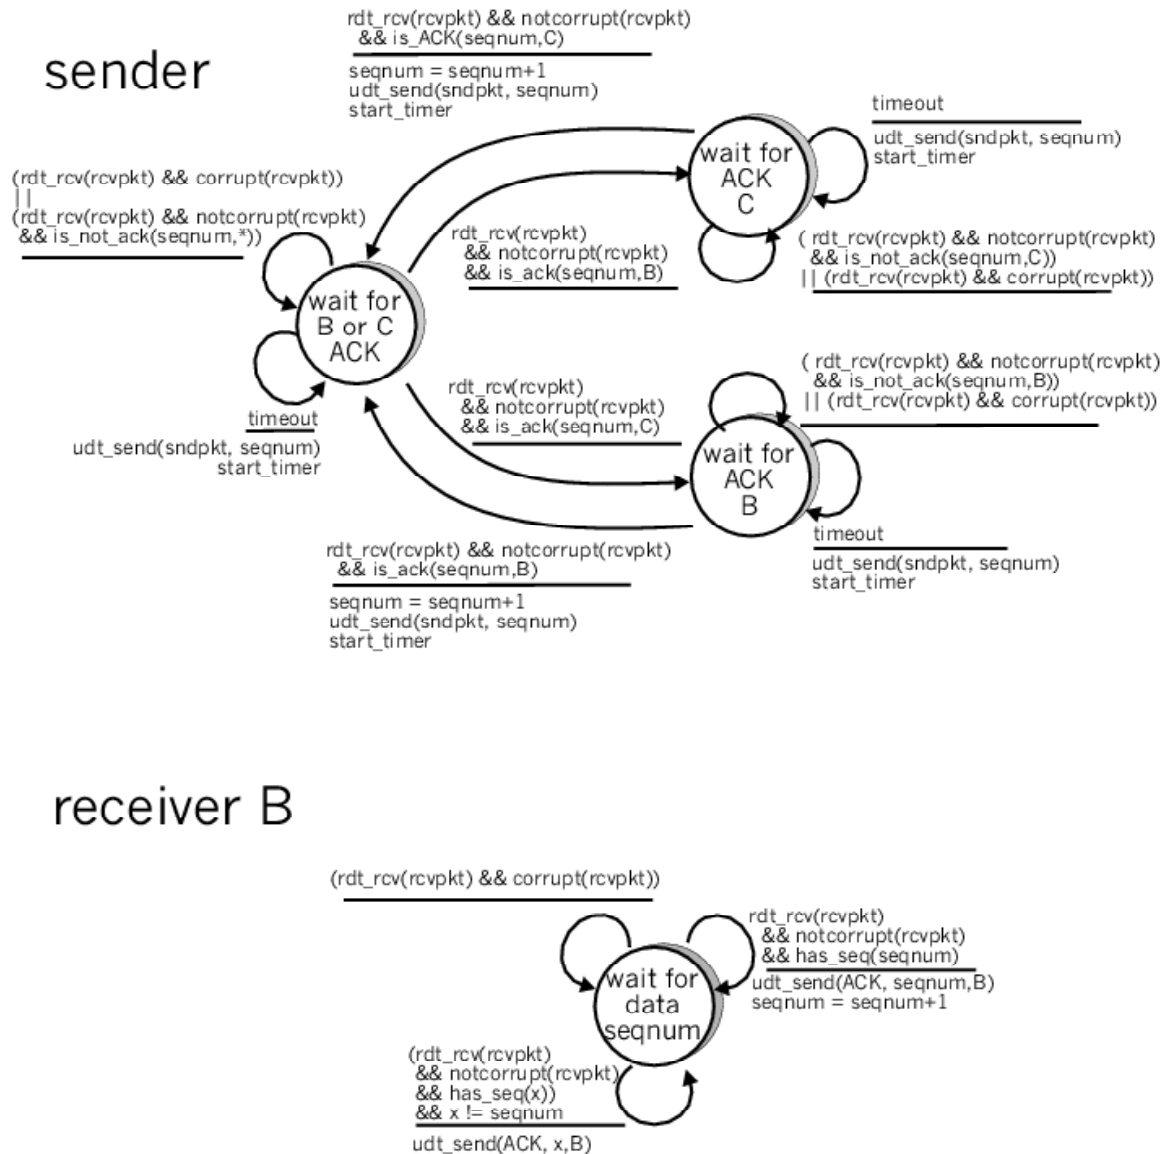 sender
rdt_rcv(rcvpkt) && notcorrupt(rcvpkt)
&& is_ACK(seqnum,C)
seqnum = seqnum+1
udt_send(sndpkt, seqnum)
start_timer
timeout
udt_send(sndpkt, seqnum)
start_timer
wait for
ACK
C
(rdt_rcv(rcvpkt) && corrupt(rcvpkt))
||
(rdt_rcv(rcvpkt) && notcorrupt(rcvpkt)
&& is_not_ack(seqnum,*))
rdt_rcv(rcvpkt)
&& notcorrupt(rcvpkt)
&& is_ack(seqnum,B)
( rdt_rcv(rcvpkt) && notcorrupt(rcvpkt)
&& is_not_ack(seqnum,C))
|| (rdt_rcv(rcvpkt) && corrupt(rcvpkt))
wait for
B or C
ACK
timeout
udt_send(sndpkt, seqnum)
start_timer
rdt_rcv(rcvpkt)
&& notcorrupt(rcvpkt)
&& is_ack(seqnum,C)
( rdt_rcv(rcvpkt) && notcorrupt(rcvpkt)
&& is_not_ack(seqnum,B))
|| (rdt_rcv(rcvpkt) && corrupt(rcvpkt))
wait for
ACK
B
timeout
udt_send(sndpkt, seqnum)
start_timer
rdt_rcv(rcvpkt) && notcorrupt(rcvpkt)
&& is_ack(seqnum,B)
seqnum = seqnum+1
udt_send(sndpkt, seqnum)
start_timer
receiver B
(rdt_rcv(rcvpkt) && corrupt(rcvpkt))
rdt_rcv(rcvpkt)
&& notcorrupt(rcvpkt)
&& has_seq(seqnum)
udt_send(ACK, seqnum,B)
seqnum = seqnum+1
wait for
data
seqnum
(rdt_rcv(rcvpkt)
&& notcorrupt(rcvpkt)
&& has_seq(x))
&& x != seqnum
udt_send(ACK, x,B)